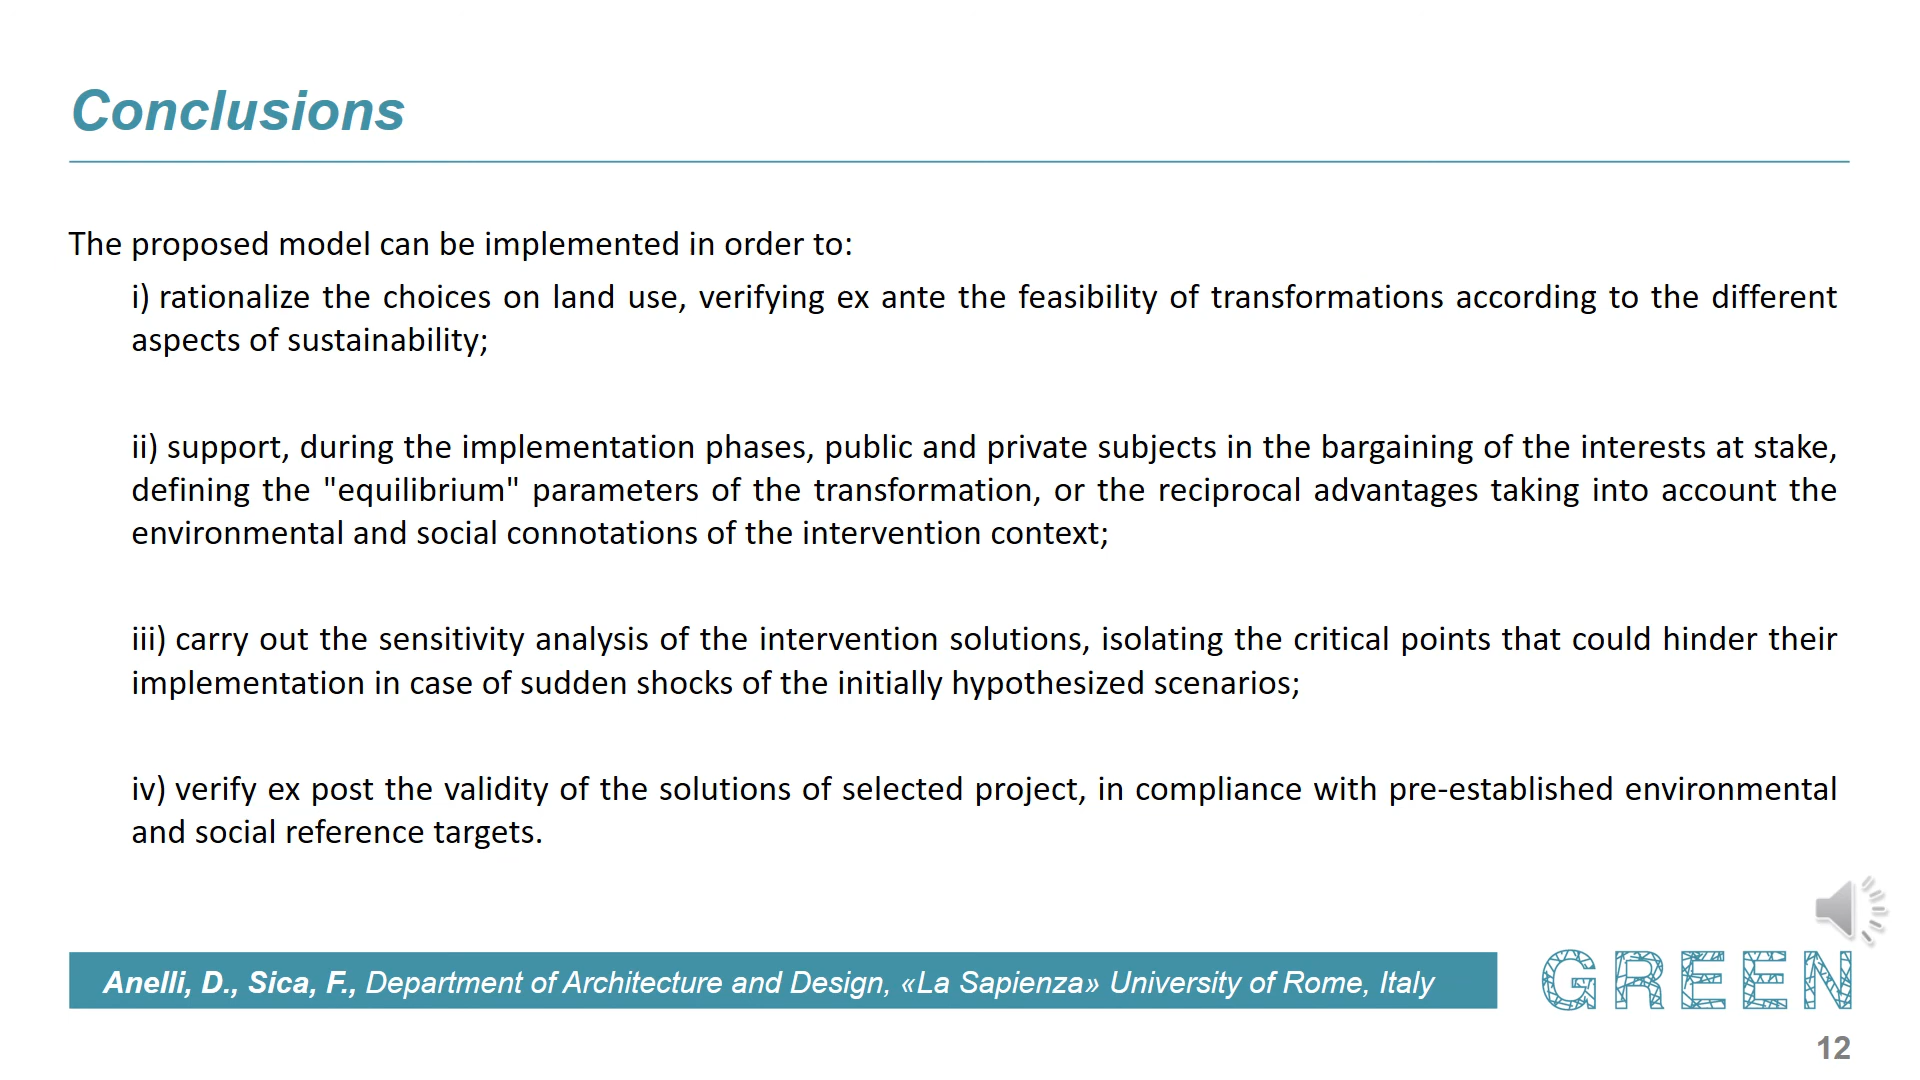 Conclusions
The proposed model can be implemented in order to:
i) rationalize the choices on land use, verifying ex ante the feasibility of transformations according to the different
aspects of sustainability;
ii) support, during the implementation phases, public and private subjects in the bargaining of the interests at stake,
defining the "equilibrium" parameters of the transformation, or the reciprocal advantages taking into account the
environmental and social connotations of the intervention context;
iii) carry out the sensitivity analysis of the intervention solutions, isolating the critical points that could hinder their
implementation in case of sudden shocks of the initially hypothesized scenarios;
iv) verify ex post the validity of the solutions of selected project, in compliance with pre-established environmental
and social reference targets.
Anelli, D., Sica, F., Department of Architecture and Design, «La Sapienza» University of Rome, Italy
GREEN
12